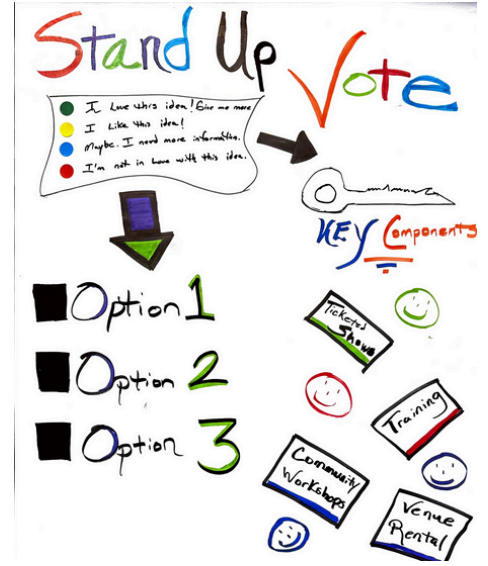 Stand Up Vote
I Love this idea! Give me more
I Like this idea!
Maybe. I need more information.
I'm not in Love with this idea.
KEY Components
Option 1
Option 2
Option 3
Ticketed
Shows
Training
Community
Workshops
Venue
Rental